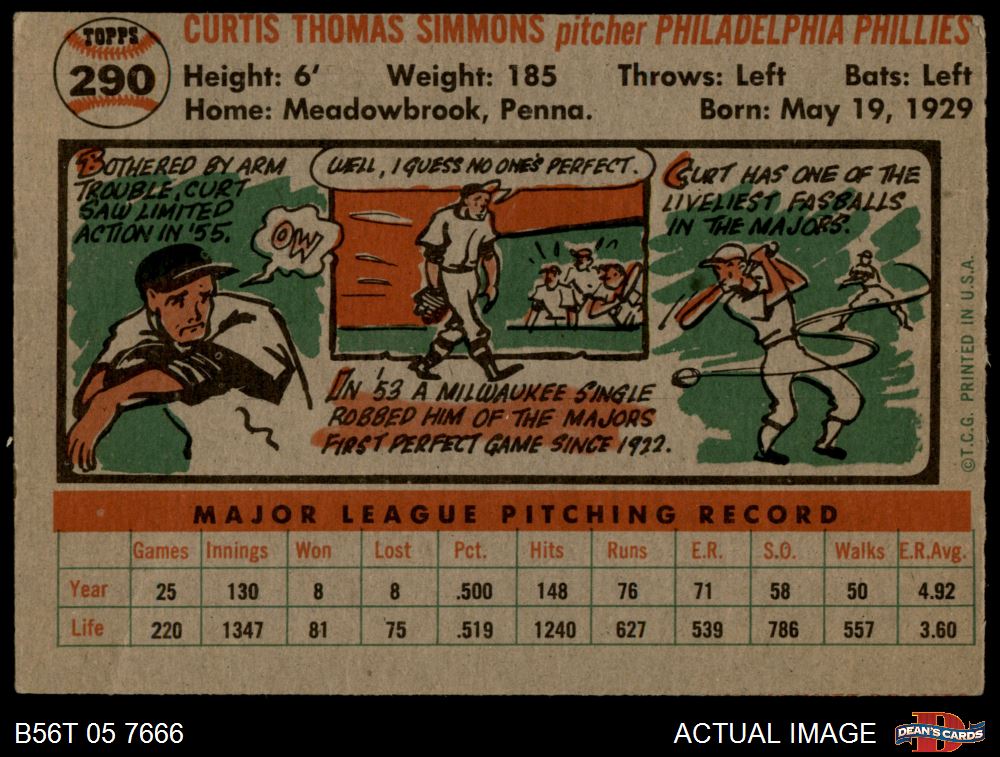 CURTIS THOMAS SIMMONS pitcher PHILADELPHIA PHILLIES
TOPPS
290
Height: 6' Weight: 185 Throws: Left Bats: Left
Home: Meadowbrook, Penna. Born: May 19, 1929
BOTHERED BY ARM
TROUBLE, CURT
SAW LIMITED
ACTION IN '55.
OW
WELL, I GUESS NO ONE'S PERFECT.
IN '53 A MILWAUKEE SINGLE
ROBBED HIM OF THE MAJORS
FIRST PERFECT GAME SINCE 1922.
CURT HAS ONE OF THE
LIVELIEST FASBALLS
IN THE MAJORS.
©T.C.G. PRINTED IN U.S.A.
MAJOR LEAGUE PITCHING RECORD
Games Innings Won Lost Pct. Hits Runs E.R. S.O. Walks E.R.Avg.
Year 25 130 8 8 .500 148 76 71 58 50 4.92
Life 220 1347 81 75 .519 1240 627 539 786 557 3.60
B56T 05 7666 ACTUAL IMAGE DEAN'S CARDS